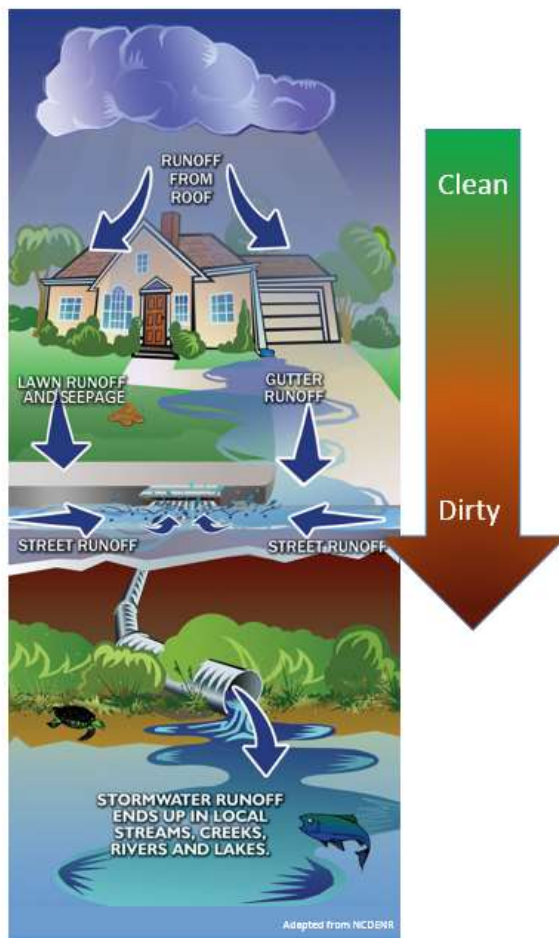 RUNOFF
FROM
ROOF
Clean
LAWN RUNOFF
AND SEEPAGE
GUTTER
RUNOFF
Dirty
STREET RUNOFF
STREET RUNOFF
STORMWATER RUNOFF
ENDS UP IN LOCAL
STREAMS, CREEKS,
RIVERS AND LAKES.
Adapted from NCDENR